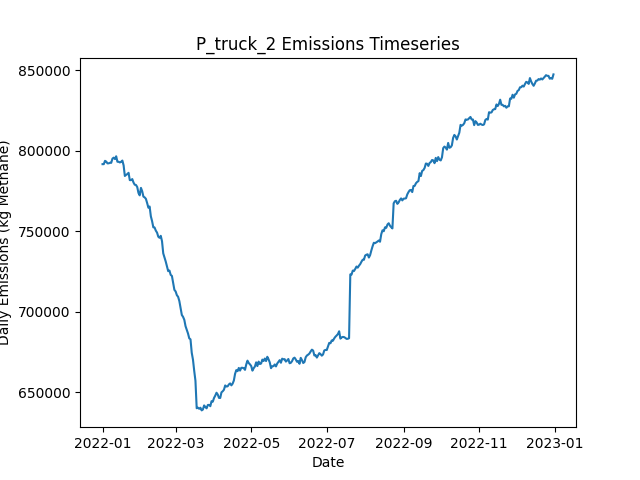 P_truck_2 Emissions Timeseries
Daily Emissions (kg Methane)
850000
800000
750000
700000
650000
2022-01 2022-03 2022-05 2022-07 2022-09 2022-11 2023-01
Date